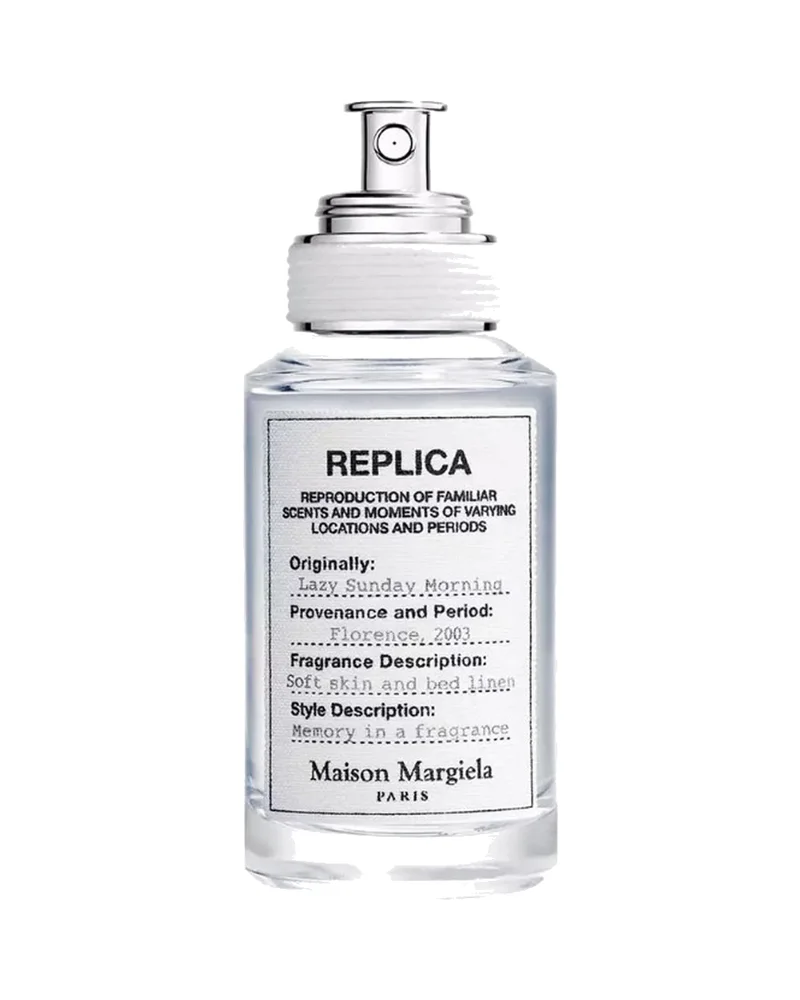 REPLICA
REPRODUCTION OF FAMILIAR
SCENTS AND MOMENTS OF VARYING
LOCATIONS AND PERIODS
Originally:
Lazy Sunday Morning
Provenance and Period:
Florence, 2003
Fragrance Description:
Soft skin and bed linen
Style Description:
Memory in a fragrance
Maison Margiela
PARIS